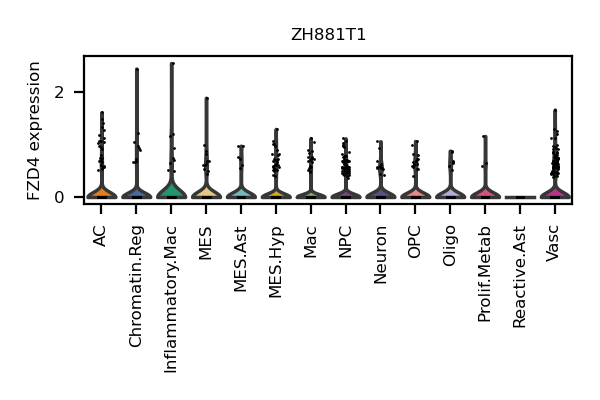 ZH881T1
FZD4 expression
2
0
AC
Chromatin.Reg
Inflammatory.Mac
MES
MES.Ast
MES.Hyp
Mac
NPC
Neuron
OPC
Oligo
Prolif.Metab
Reactive.Ast
Vasc